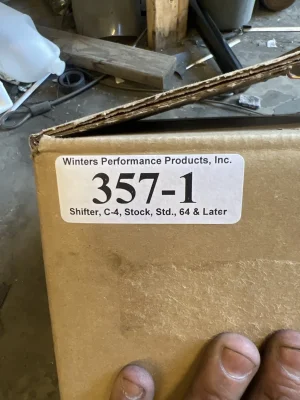 Winters Performance Products, Inc.
357-1
Shifter, C-4, Stock, Std., 64 & Later